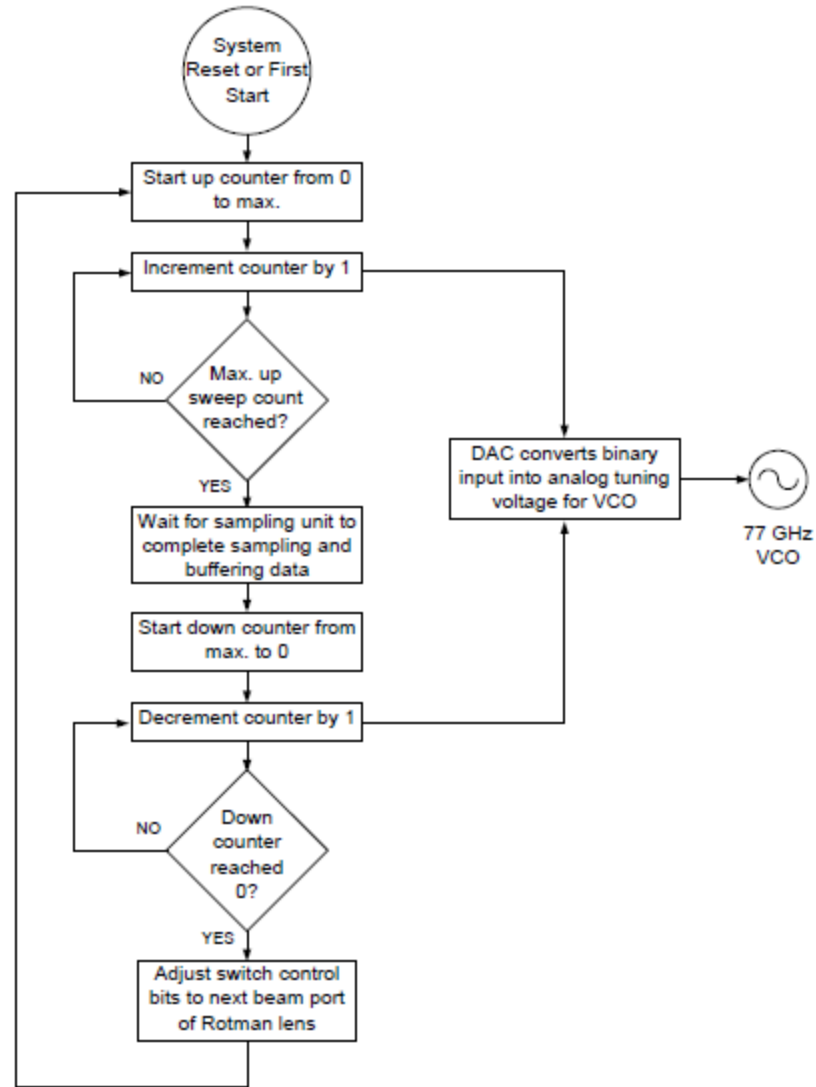 System
Reset or First
Start
Start up counter from 0
to max.
Increment counter by 1
NO
Max. up
sweep count
reached?
YES
DAC converts binary
input into analog tuning
voltage for VCO
77 GHz
VCO
Wait for sampling unit to
complete sampling and
buffering data
Start down counter from
max. to 0
Decrement counter by 1
NO
Down
counter
reached
0?
YES
Adjust switch control
bits to next beam port
of Rotman lens